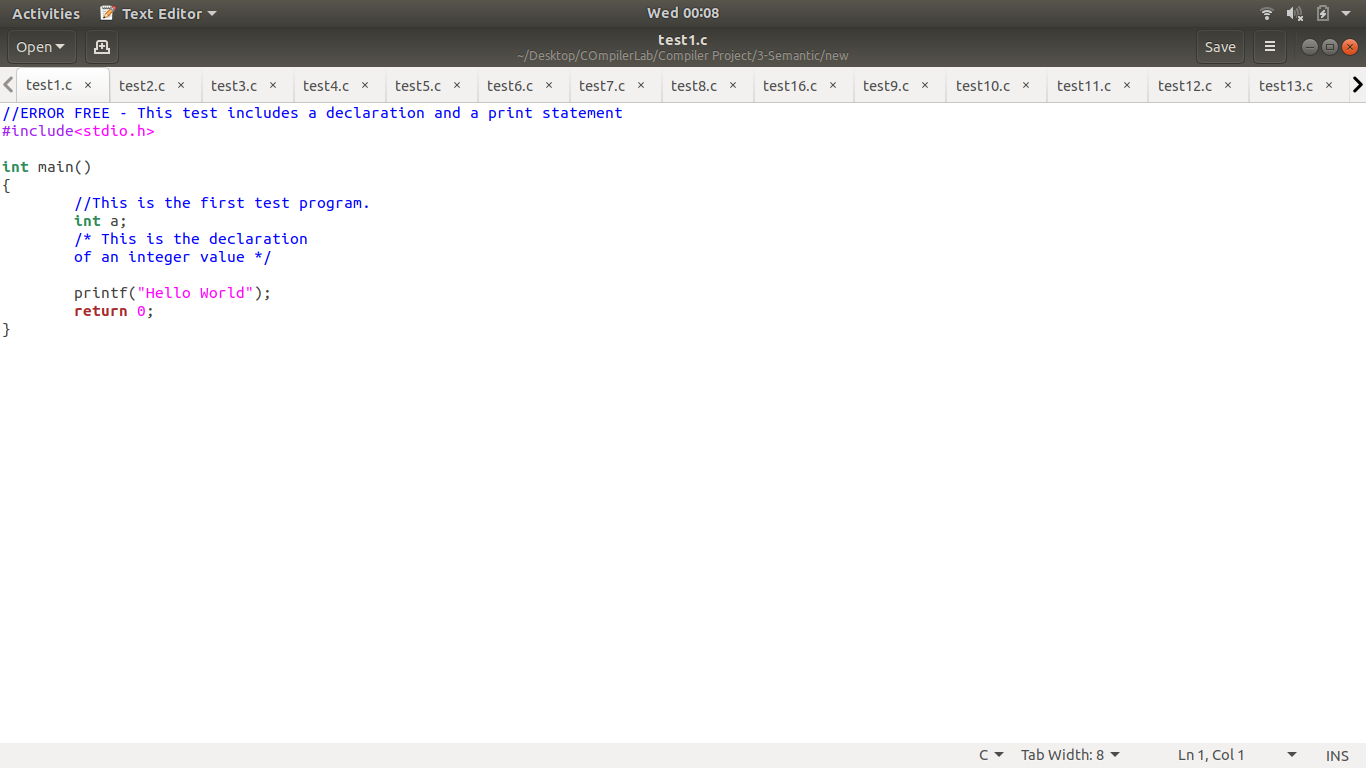 Activities Text Editor Wed 00:08
Open test1.c Save
~/Desktop/COmpilerLab/Compiler Project/3-Semantic/new
test1.c × test2.c × test3.c × test4.c × test5.c × test6.c × test7.c × test8.c × test16.c × test9.c × test10.c × test11.c × test12.c × test13.c ×
//ERROR FREE - This test includes a declaration and a print statement
#include<stdio.h>
int main()
{
//This is the first test program.
int a;
/* This is the declaration
of an integer value */
printf("Hello World");
return 0;
}
C Tab Width: 8 Ln 1, Col 1 INS